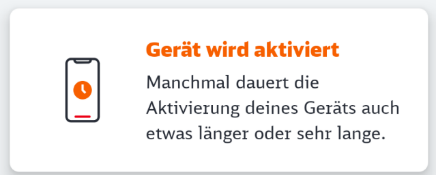 Gerät wird aktiviert
Manchmal dauert die
Aktivierung deines Geräts auch
etwas länger oder sehr lange.